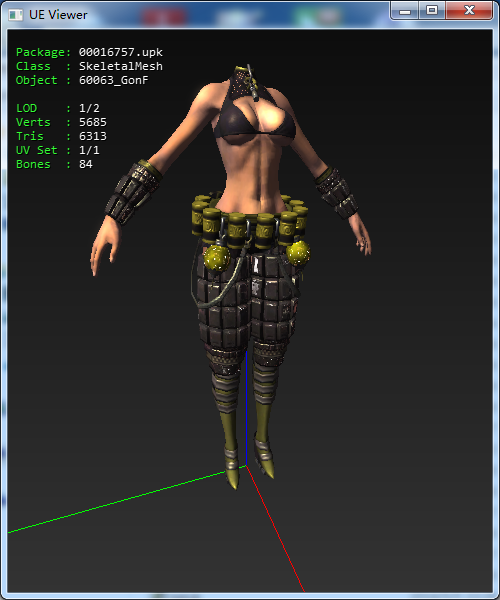 UE Viewer
Package: 00016757.upk
Class : SkeletalMesh
Object : 60063_GonF
LOD : 1/2
Verts : 5685
Tris : 6313
UV Set : 1/1
Bones : 84